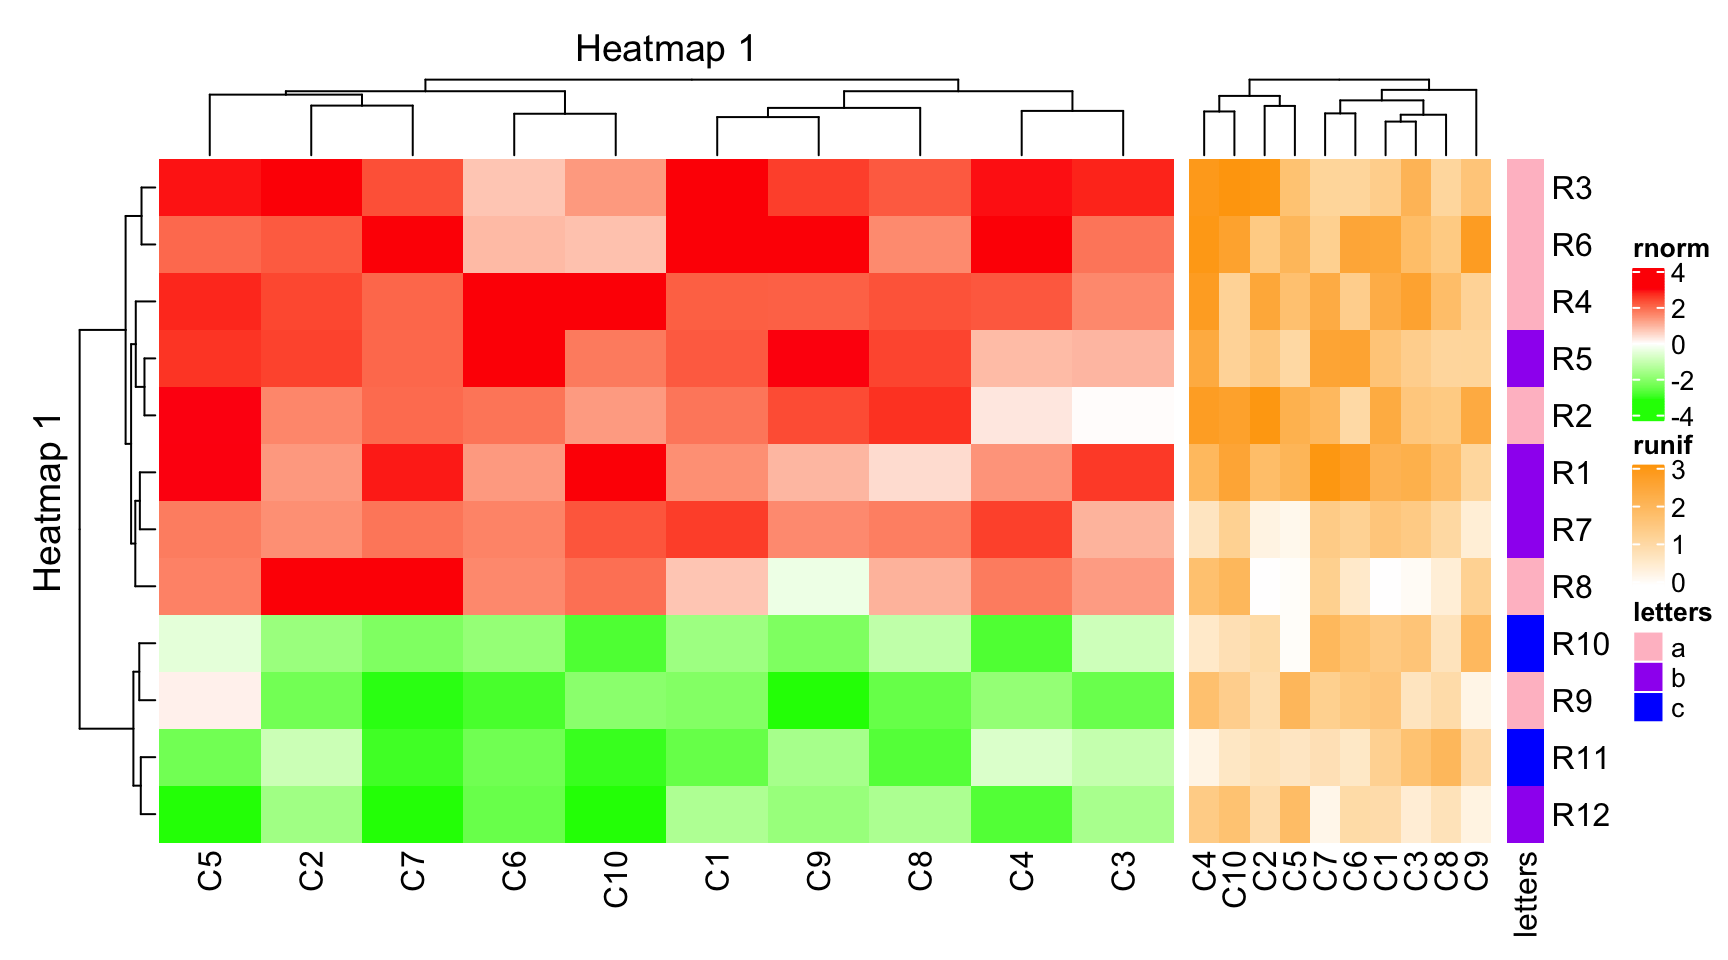 Heatmap 1
Heatmap 1
R3
R6
R4
R5
R2
R1
R7
R8
R10
R9
R11
R12
C5 C2 C7 C6 C10 C1 C9 C8 C4 C3
C4 C10 C2 C5 C7 C6 C1 C3 C8 C9
letters
rnorm
4
2
0
-2
-4
runif
3
2
1
0
letters
a
b
c